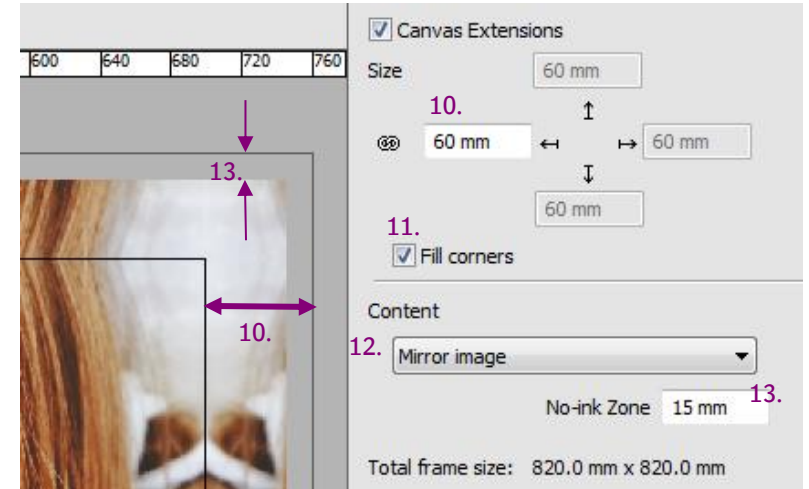 600 640 680 720 760
13.
10.
Canvas Extensions
Size
60 mm
10.
60 mm
60 mm
60 mm
11.
Fill corners
Content
12.
Mirror image
No-ink Zone 15 mm 13.
Total frame size: 820.0 mm x 820.0 mm